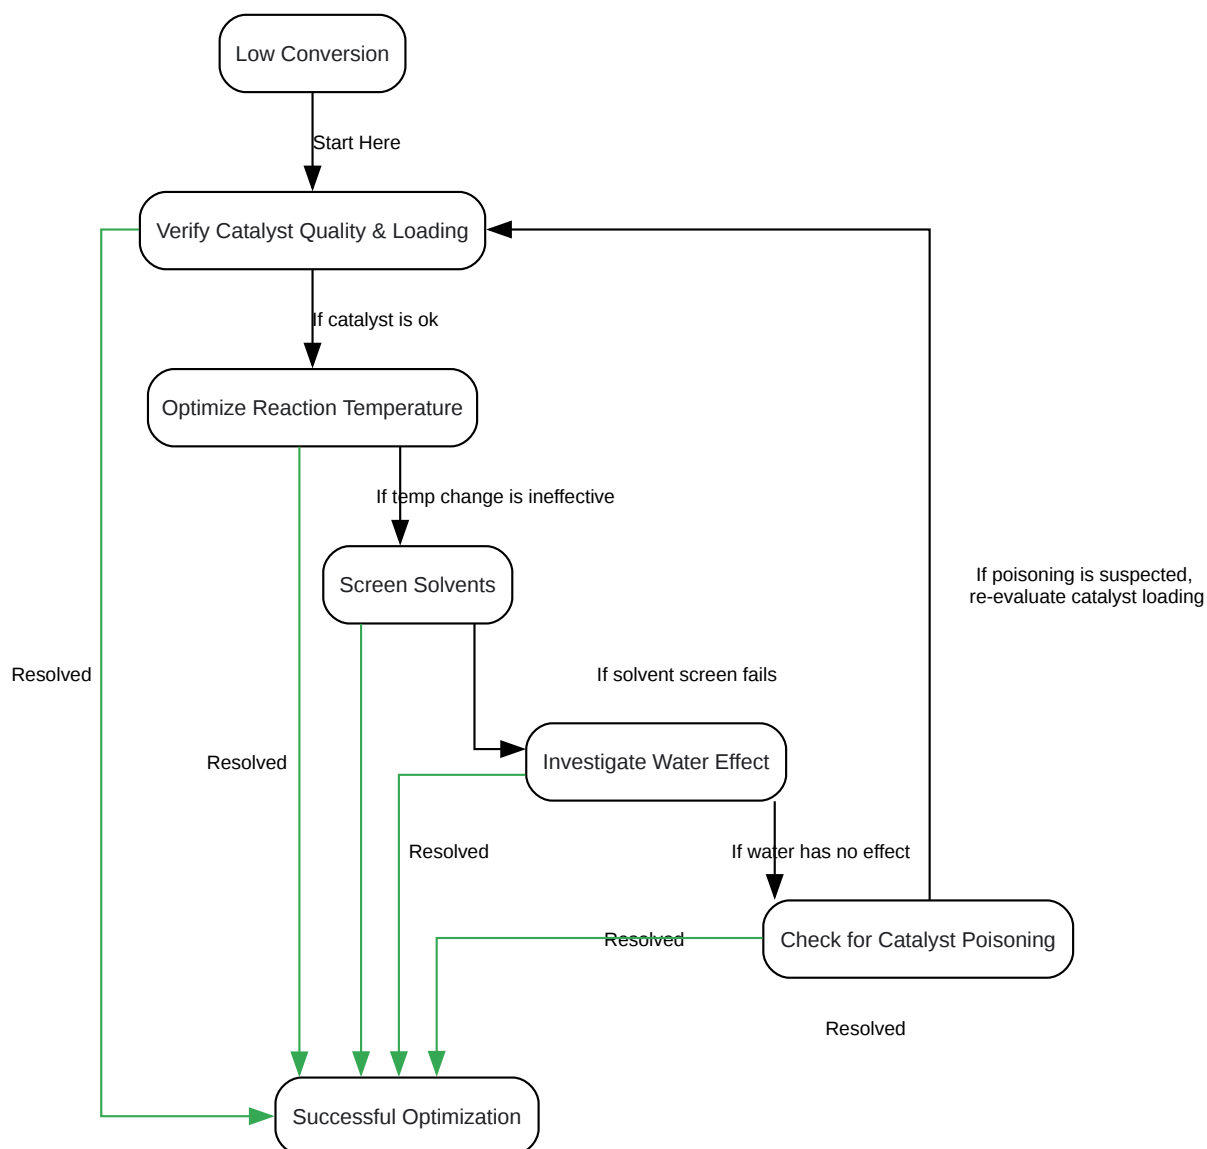 Low Conversion
Start Here
Verify Catalyst Quality & Loading
If catalyst is ok
Optimize Reaction Temperature
If temp change is ineffective
Screen Solvents
If poisoning is suspected,
re-evaluate catalyst loading
Resolved
If solvent screen fails
Resolved
Investigate Water Effect
Resolved
If water has no effect
Resolved
Check for Catalyst Poisoning
Resolved
Successful Optimization